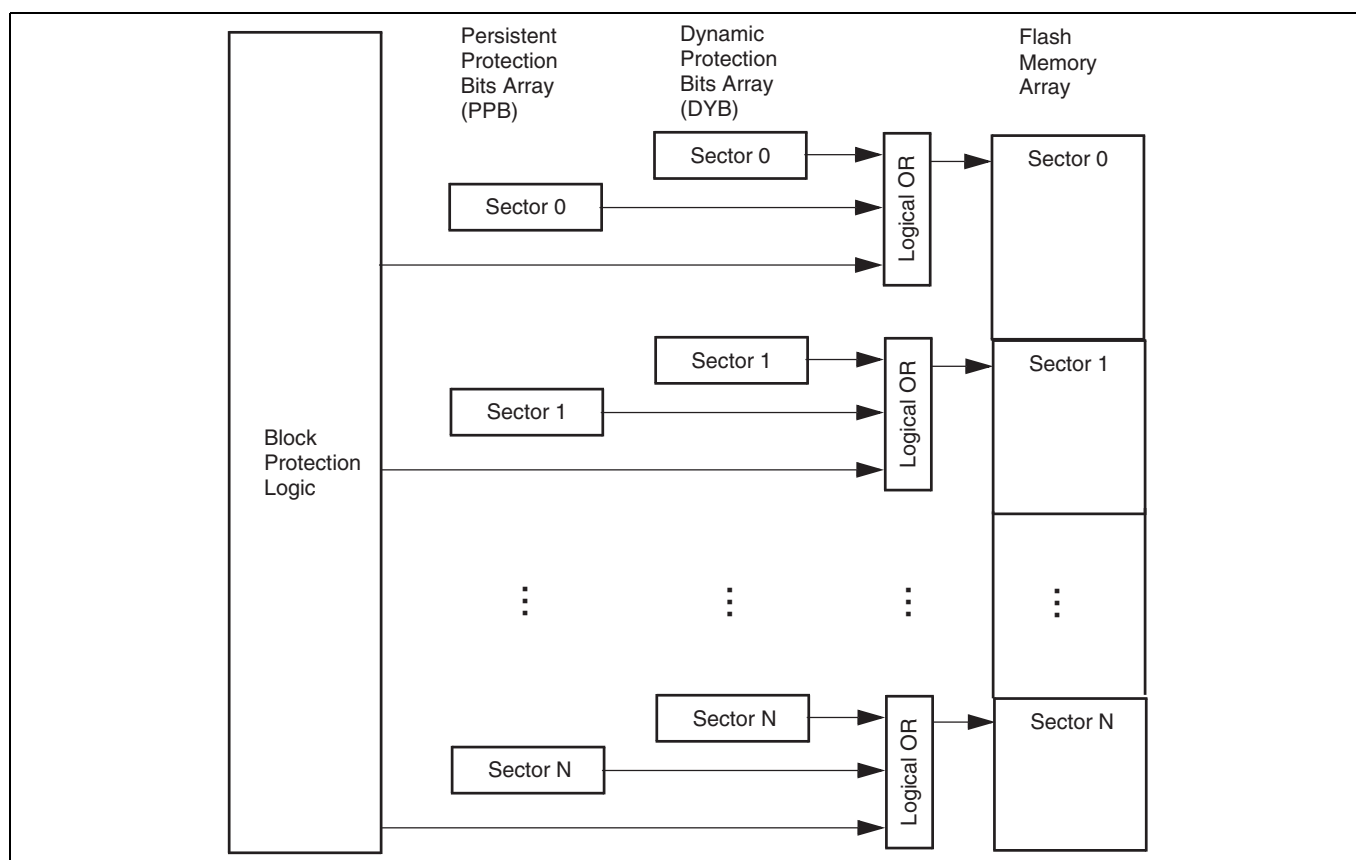 Persistent
Protection
Bits Array
(PPB)
Dynamic
Protection
Bits Array
(DYB)
Flash
Memory
Array
Sector 0
Sector 0
Logical OR
Sector 0
Sector 1
Sector 1
Logical OR
Sector 1
Block
Protection
Logic
Sector N
Sector N
Logical OR
Sector N